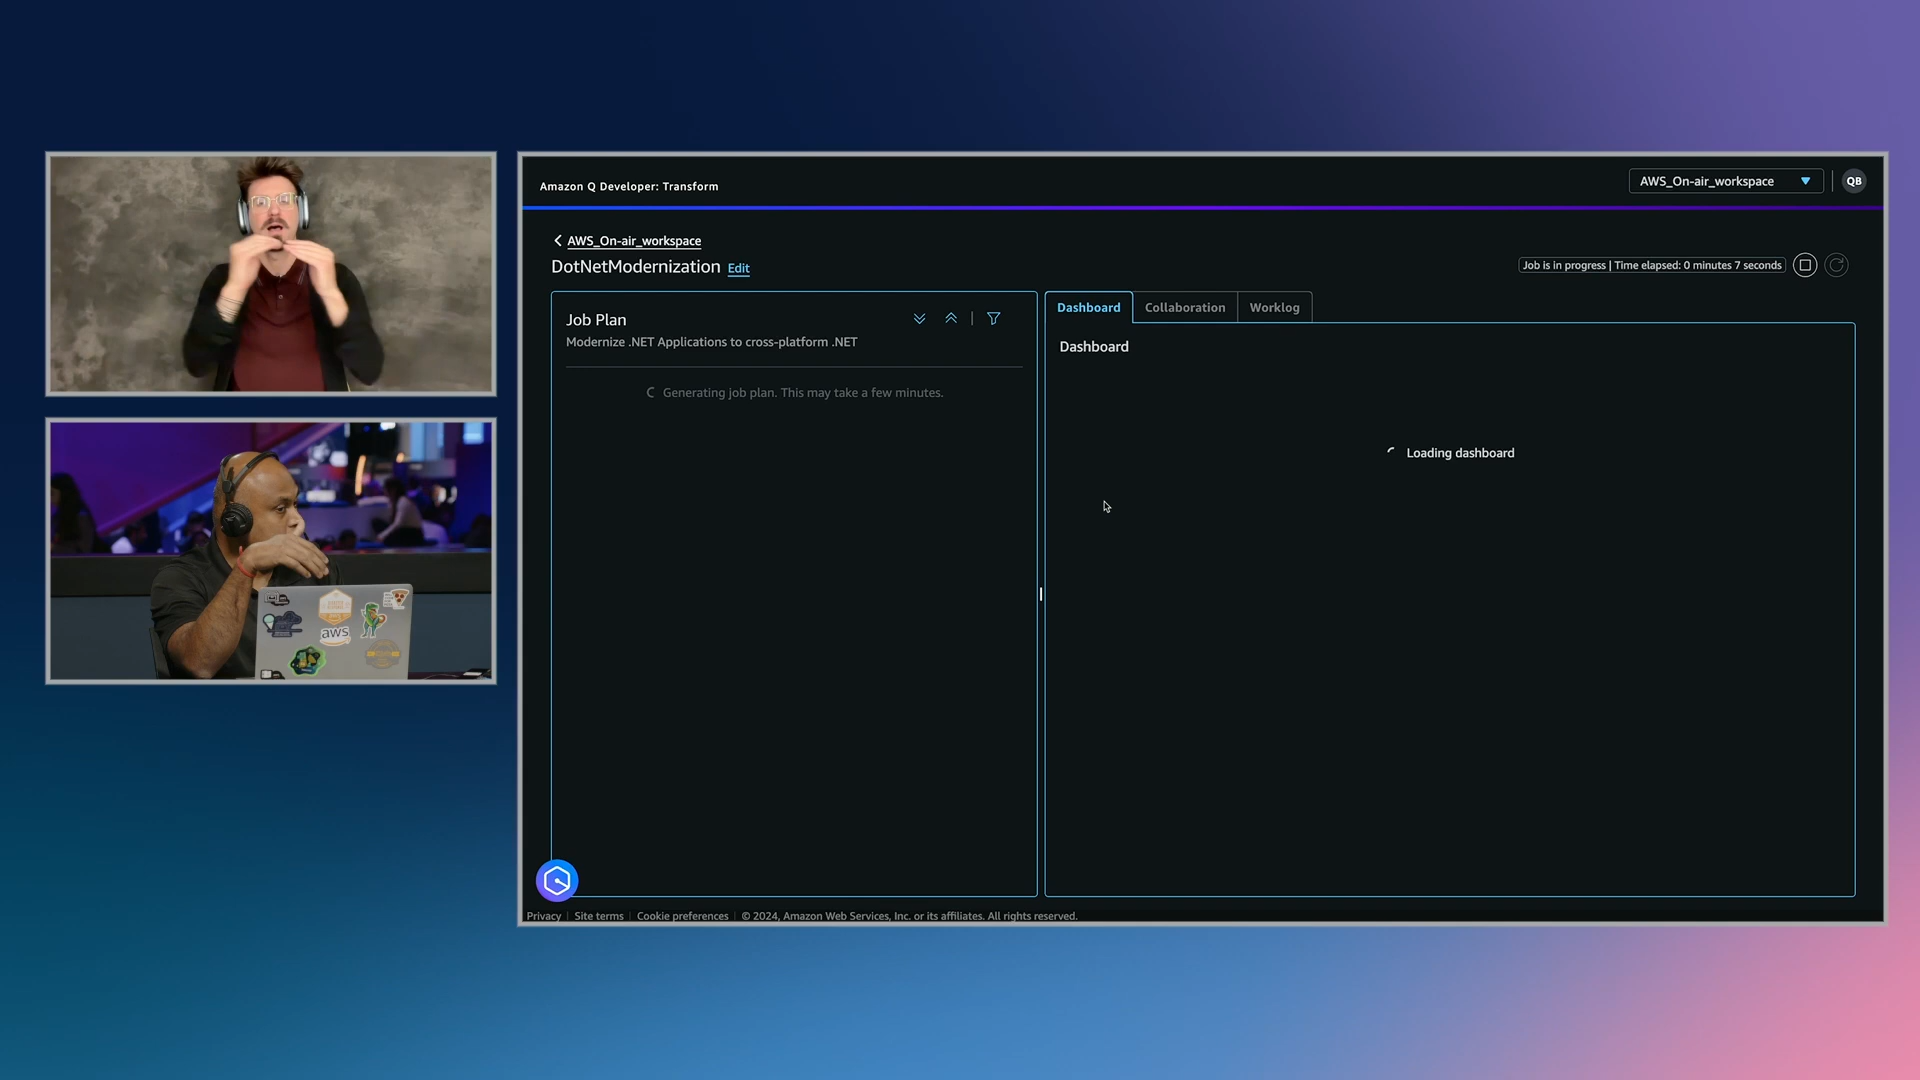 Amazon Q Developer: Transform
AWS_On-air_workspace
QB
AWS_On-air_workspace
DotNetModernization Edit
Job is in progress | Time elapsed: 0 minutes 7 seconds
Job Plan
Modernize .NET Applications to cross-platform .NET
Generating job plan. This may take a few minutes.
Dashboard
Collaboration
Worklog
Dashboard
Loading dashboard
aws
Privacy | Site terms | Cookie preferences | © 2024, Amazon Web Services, Inc. or its affiliates. All rights reserved.